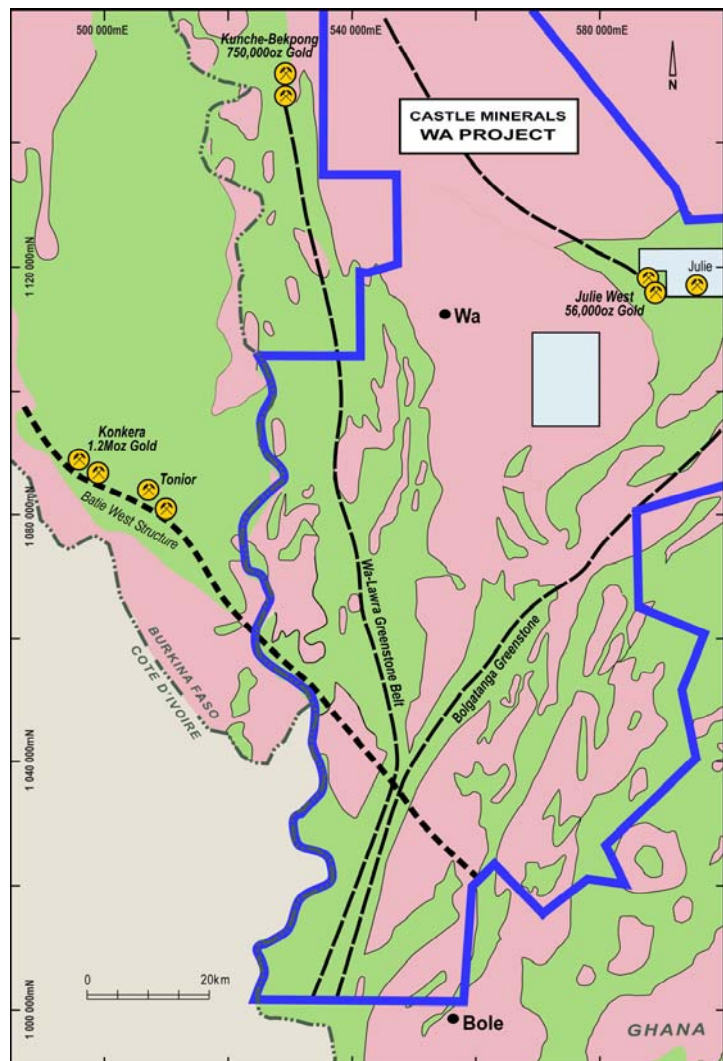 500 000mE
540 000mE
580 000mE
Kunche-Bekpong
750,000oz Gold
N
CASTLE MINERALS
WA PROJECT
1 120 000mN
Julie
Julie West
56,000oz Gold
Wa
Konkera
1.2Moz Gold
Tonior
Batie West Structure
1 080 000mN
Wa-Lawra Greenstone Belt
Bolgatanga Greenstone
BURKINA FASO
COTE D'IVOIRE
1 040 000mN
0
20km
1 000 000mN
Bole
GHANA